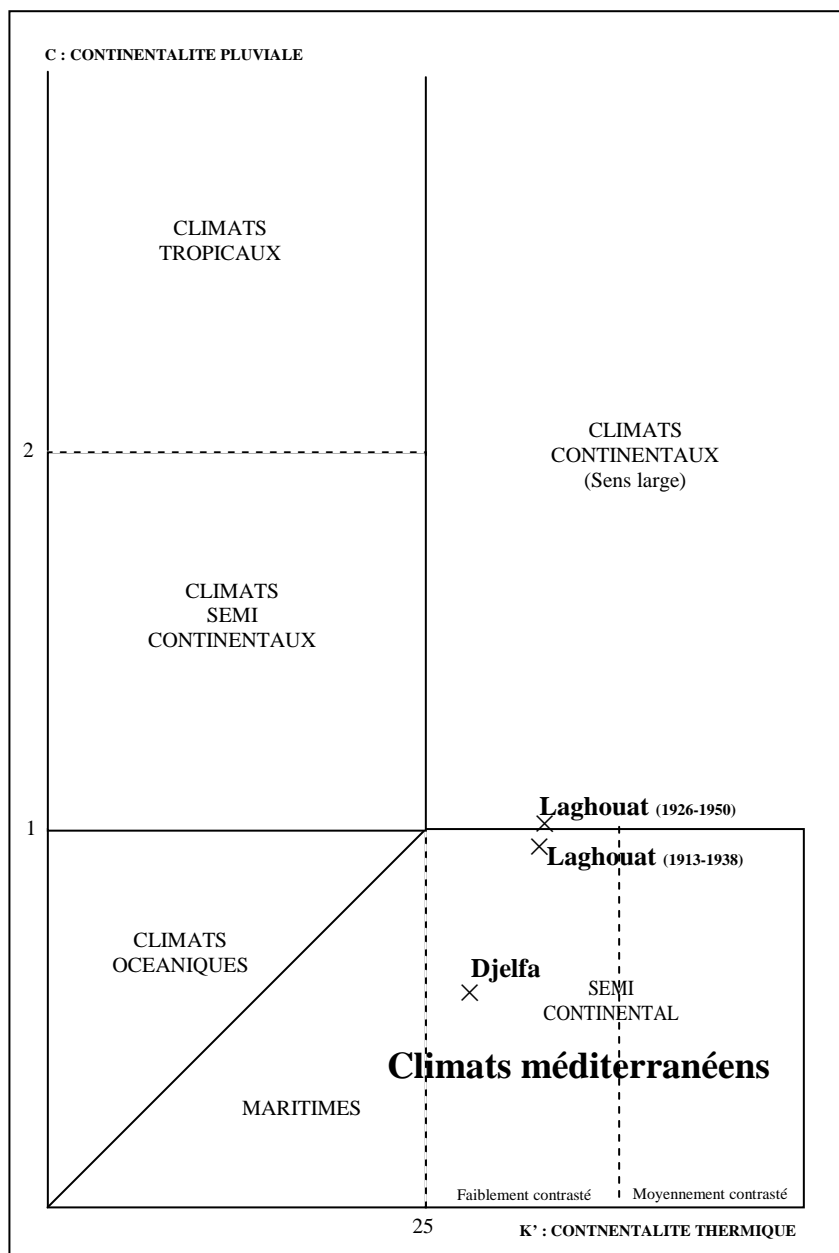 C : CONTINENTALITE PLUVIALE
CLIMATS
TROPICAUX
2
CLIMATS
CONTINENTAUX
(Sens large)
CLIMATS
SEMI
CONTINENTAUX
Laghouat (1926-1950)
1
Laghouat (1913-1938)
CLIMATS
OCEANIQUES
Djelfa
SEMI
CONTINENTAL
Climats méditerranéens
MARITIMES
Faiblement contrasté
Moyennement contrasté
25
K’ : CONTNENTALITE THERMIQUE